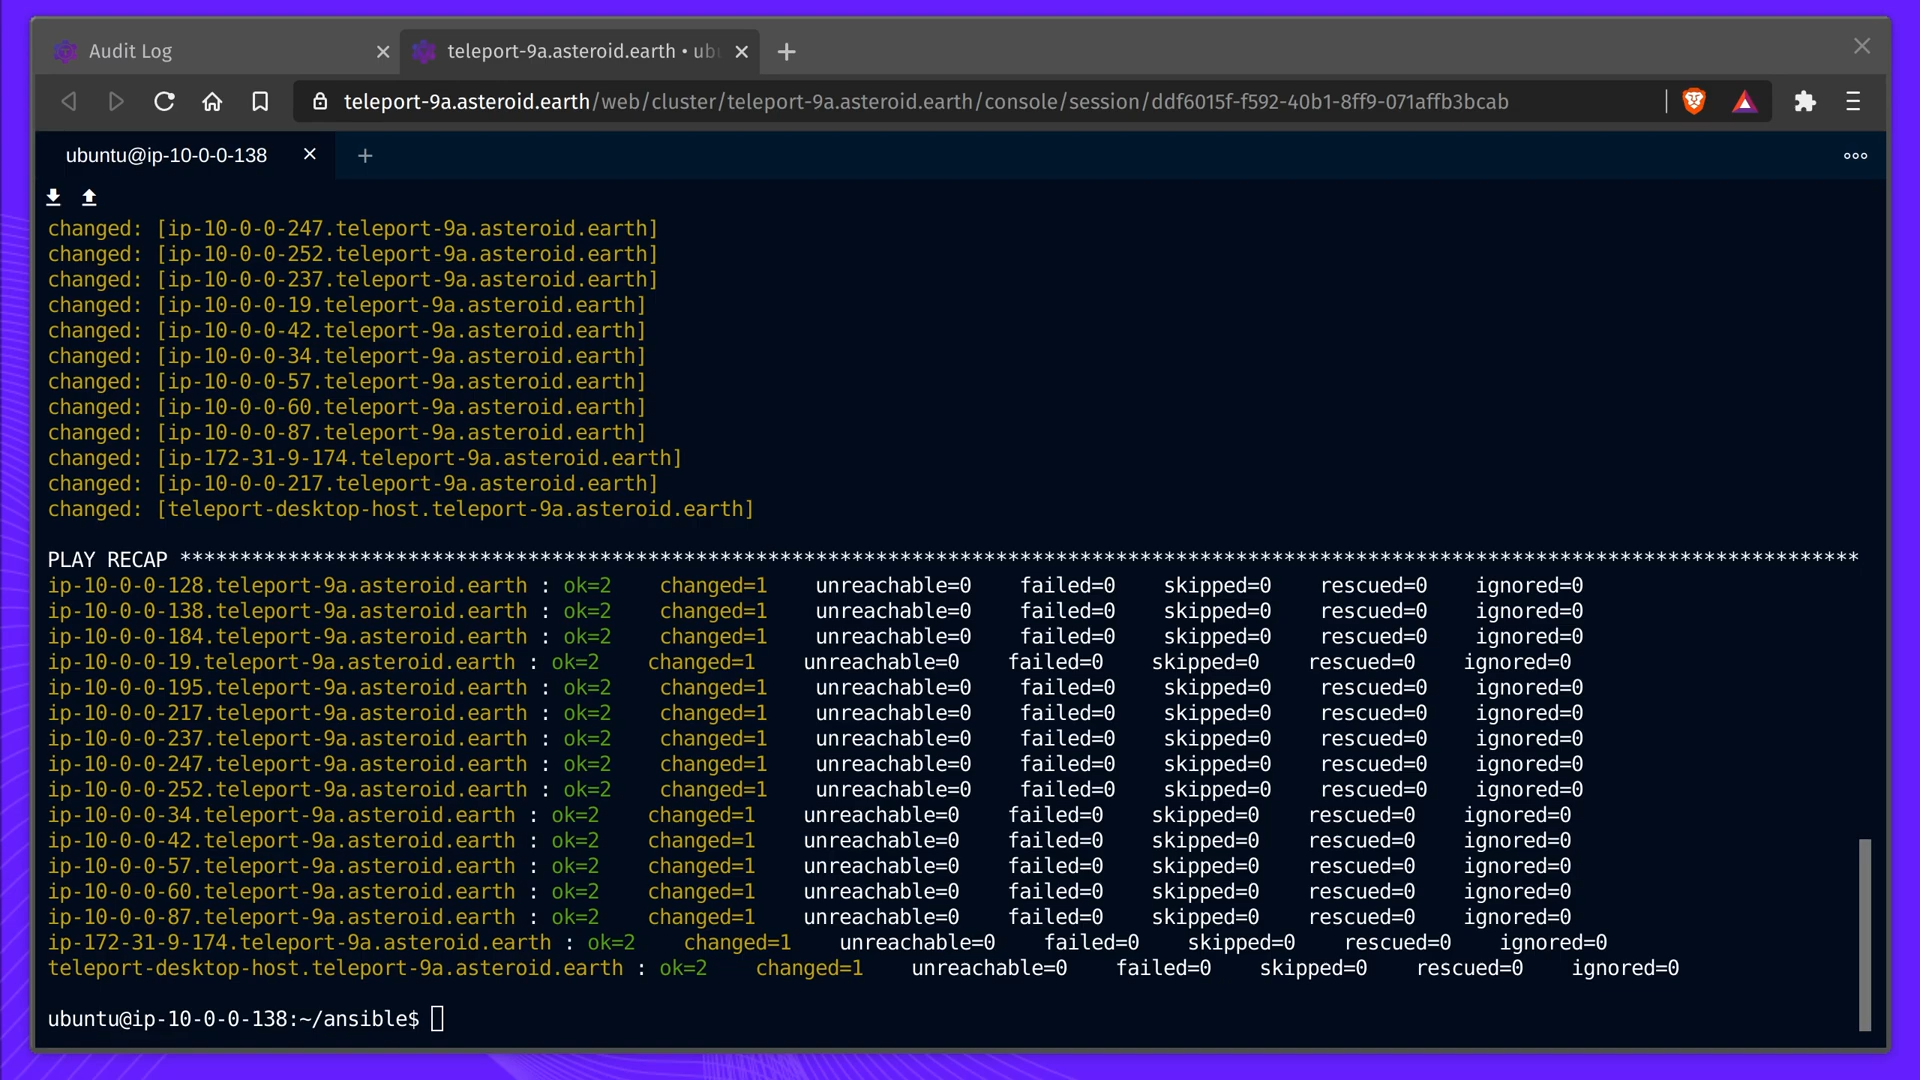 Audit Log
teleport-9a.asteroid.earth • ubu
teleport-9a.asteroid.earth/web/cluster/teleport-9a.asteroid.earth/console/session/ddf6015f-f592-40b1-8ff9-071affb3bcab
ubuntu@ip-10-0-0-138
changed: [ip-10-0-0-247.teleport-9a.asteroid.earth]
changed: [ip-10-0-0-252.teleport-9a.asteroid.earth]
changed: [ip-10-0-0-237.teleport-9a.asteroid.earth]
changed: [ip-10-0-0-19.teleport-9a.asteroid.earth]
changed: [ip-10-0-0-42.teleport-9a.asteroid.earth]
changed: [ip-10-0-0-34.teleport-9a.asteroid.earth]
changed: [ip-10-0-0-57.teleport-9a.asteroid.earth]
changed: [ip-10-0-0-60.teleport-9a.asteroid.earth]
changed: [ip-10-0-0-87.teleport-9a.asteroid.earth]
changed: [ip-172-31-9-174.teleport-9a.asteroid.earth]
changed: [ip-10-0-0-217.teleport-9a.asteroid.earth]
changed: [teleport-desktop-host.teleport-9a.asteroid.earth]
PLAY RECAP ********************************************************************************************************************************************
ip-10-0-0-128.teleport-9a.asteroid.earth : ok=2    changed=1    unreachable=0    failed=0    skipped=0    rescued=0    ignored=0
ip-10-0-0-138.teleport-9a.asteroid.earth : ok=2    changed=1    unreachable=0    failed=0    skipped=0    rescued=0    ignored=0
ip-10-0-0-184.teleport-9a.asteroid.earth : ok=2    changed=1    unreachable=0    failed=0    skipped=0    rescued=0    ignored=0
ip-10-0-0-19.teleport-9a.asteroid.earth : ok=2    changed=1    unreachable=0    failed=0    skipped=0    rescued=0    ignored=0
ip-10-0-0-195.teleport-9a.asteroid.earth : ok=2    changed=1    unreachable=0    failed=0    skipped=0    rescued=0    ignored=0
ip-10-0-0-217.teleport-9a.asteroid.earth : ok=2    changed=1    unreachable=0    failed=0    skipped=0    rescued=0    ignored=0
ip-10-0-0-237.teleport-9a.asteroid.earth : ok=2    changed=1    unreachable=0    failed=0    skipped=0    rescued=0    ignored=0
ip-10-0-0-247.teleport-9a.asteroid.earth : ok=2    changed=1    unreachable=0    failed=0    skipped=0    rescued=0    ignored=0
ip-10-0-0-252.teleport-9a.asteroid.earth : ok=2    changed=1    unreachable=0    failed=0    skipped=0    rescued=0    ignored=0
ip-10-0-0-34.teleport-9a.asteroid.earth : ok=2    changed=1    unreachable=0    failed=0    skipped=0    rescued=0    ignored=0
ip-10-0-0-42.teleport-9a.asteroid.earth : ok=2    changed=1    unreachable=0    failed=0    skipped=0    rescued=0    ignored=0
ip-10-0-0-57.teleport-9a.asteroid.earth : ok=2    changed=1    unreachable=0    failed=0    skipped=0    rescued=0    ignored=0
ip-10-0-0-60.teleport-9a.asteroid.earth : ok=2    changed=1    unreachable=0    failed=0    skipped=0    rescued=0    ignored=0
ip-10-0-0-87.teleport-9a.asteroid.earth : ok=2    changed=1    unreachable=0    failed=0    skipped=0    rescued=0    ignored=0
ip-172-31-9-174.teleport-9a.asteroid.earth : ok=2    changed=1    unreachable=0    failed=0    skipped=0    rescued=0    ignored=0
teleport-desktop-host.teleport-9a.asteroid.earth : ok=2    changed=1    unreachable=0    failed=0    skipped=0    rescued=0    ignored=0
ubuntu@ip-10-0-0-138:~/ansible$